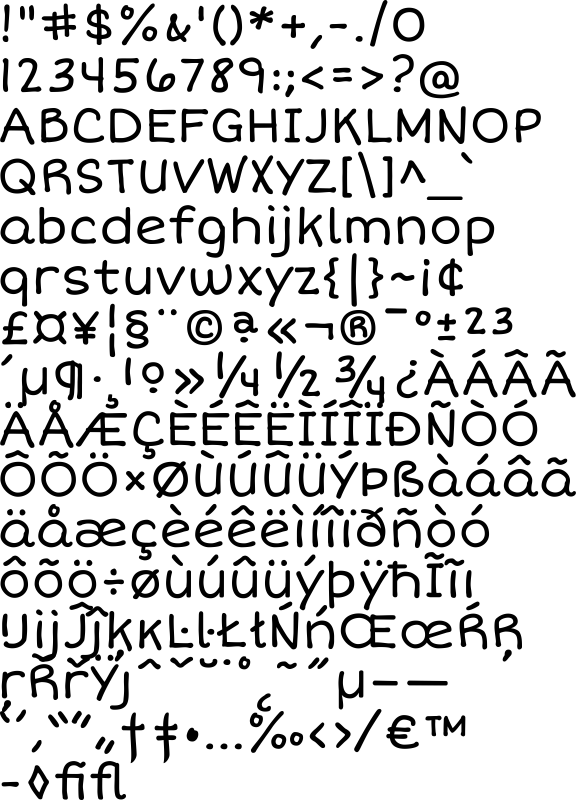 !"#$%&'()*+,-./0
123456789:;<=>?@
ABCDEFGHIJKLMNOP
QRSTUVWXYZ[\]^_`
abcdefghijklmnop
qrstuvwxyz{|}~¡¢
£¤¥¦§¨©ª«¬®¯°±²³
´µ¶·¸¹º»¼½¾¿ÀÁÂÃ
ÄÅÆÇÈÉÊËÌÍÎÏÐÑÒÓ
ÔÕÖ×ØÙÚÛÜÝÞßàáâã
äåæçèéêëìíîïðñòó
ôõö÷øùúûüýþÿħĨĩı
IJijĴĵķĸĿŀŁłŃńŒœŔŖ
ŗŘřŸȷˆˇ˘˙˚¸˜˝μ–—
‘’‚“”„†‡•…‰‹›⁄€™
−◊fifl